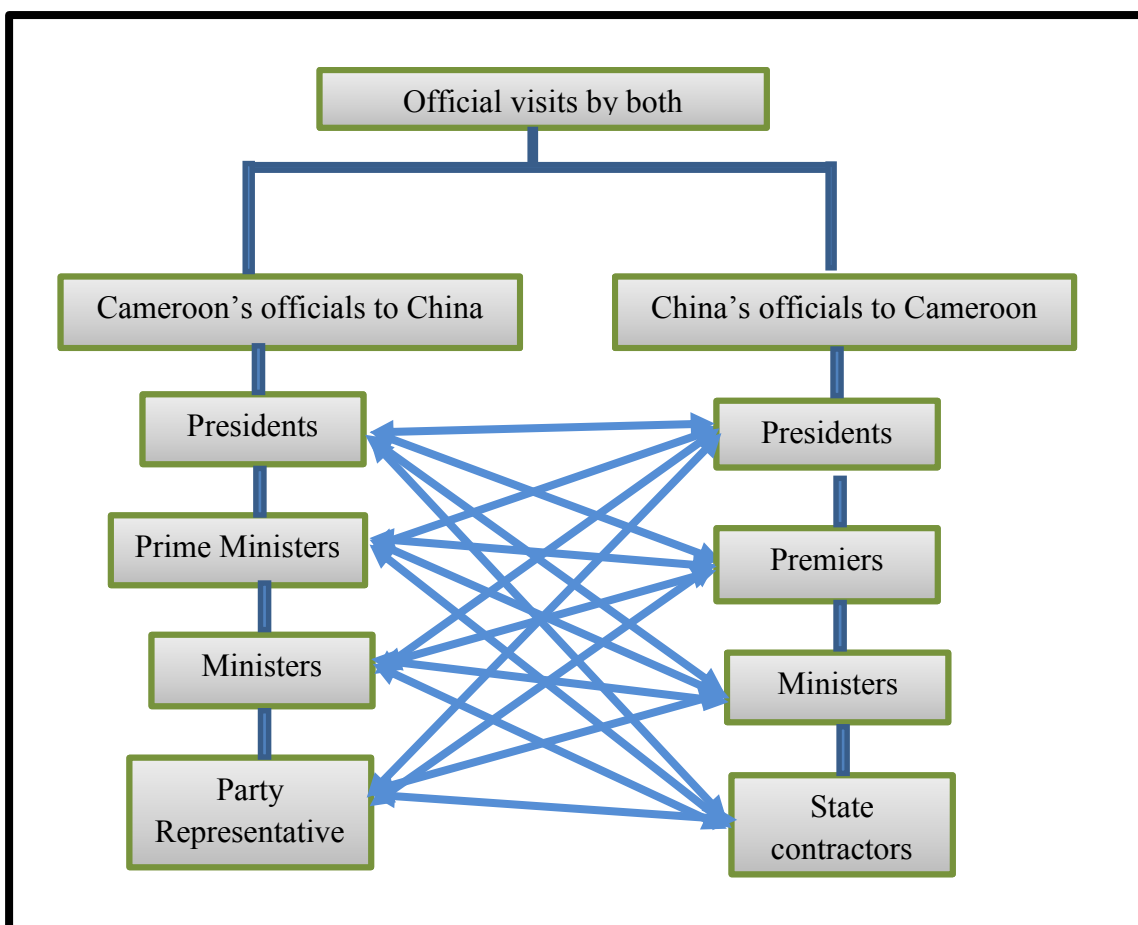 Official visits by both
Cameroon’s officials to China
China’s officials to Cameroon
Presidents
Presidents
Prime Ministers
Premiers
Ministers
Ministers
Party
Representative
State
contractors